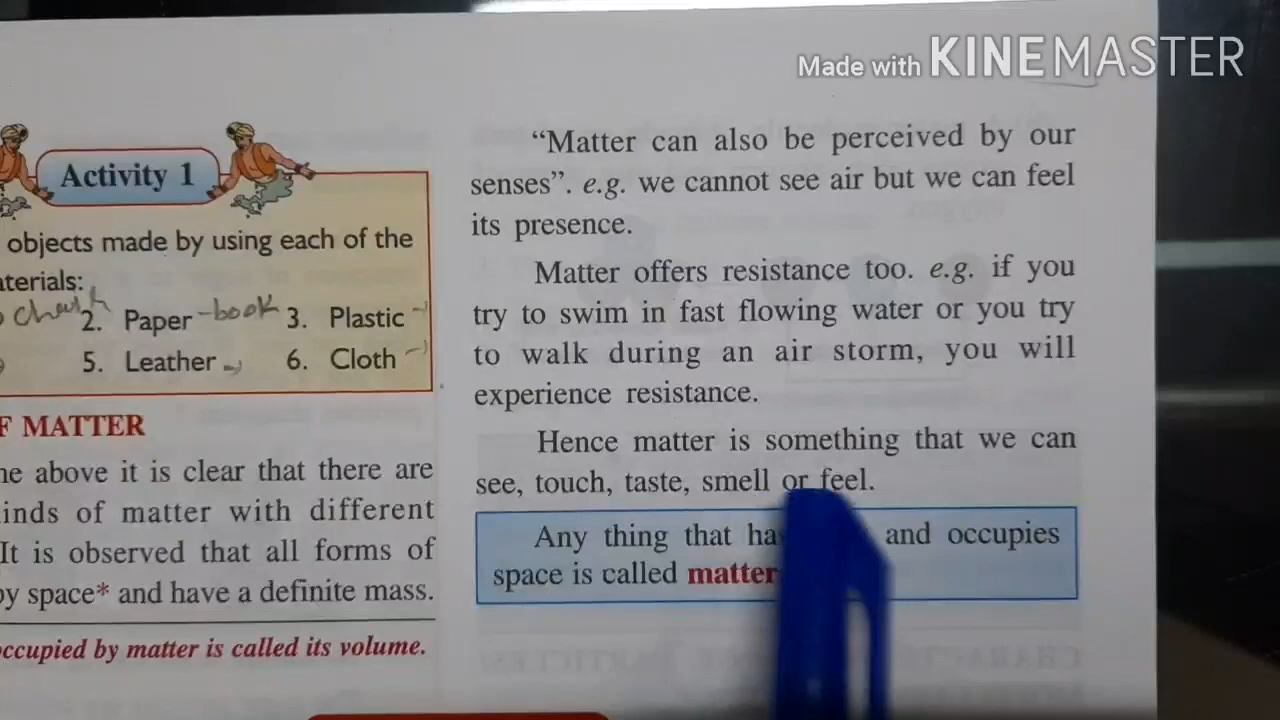 Made with KINEMASTER
Activity 1
objects made by using each of the
aterials:
2. Paper -book 3. Plastic
5. Leather 6. Cloth
F MATTER
he above it is clear that there are
inds of matter with different
It is observed that all forms of
py space* and have a definite mass.
occupied by matter is called its volume.
“Matter can also be perceived by our
senses”. e.g. we cannot see air but we can feel
its presence.
Matter offers resistance too. e.g. if you
try to swim in fast flowing water or you try
to walk during an air storm, you will
experience resistance.
Hence matter is something that we can
see, touch, taste, smell or feel.
Any thing that ha and occupies
space is called matter